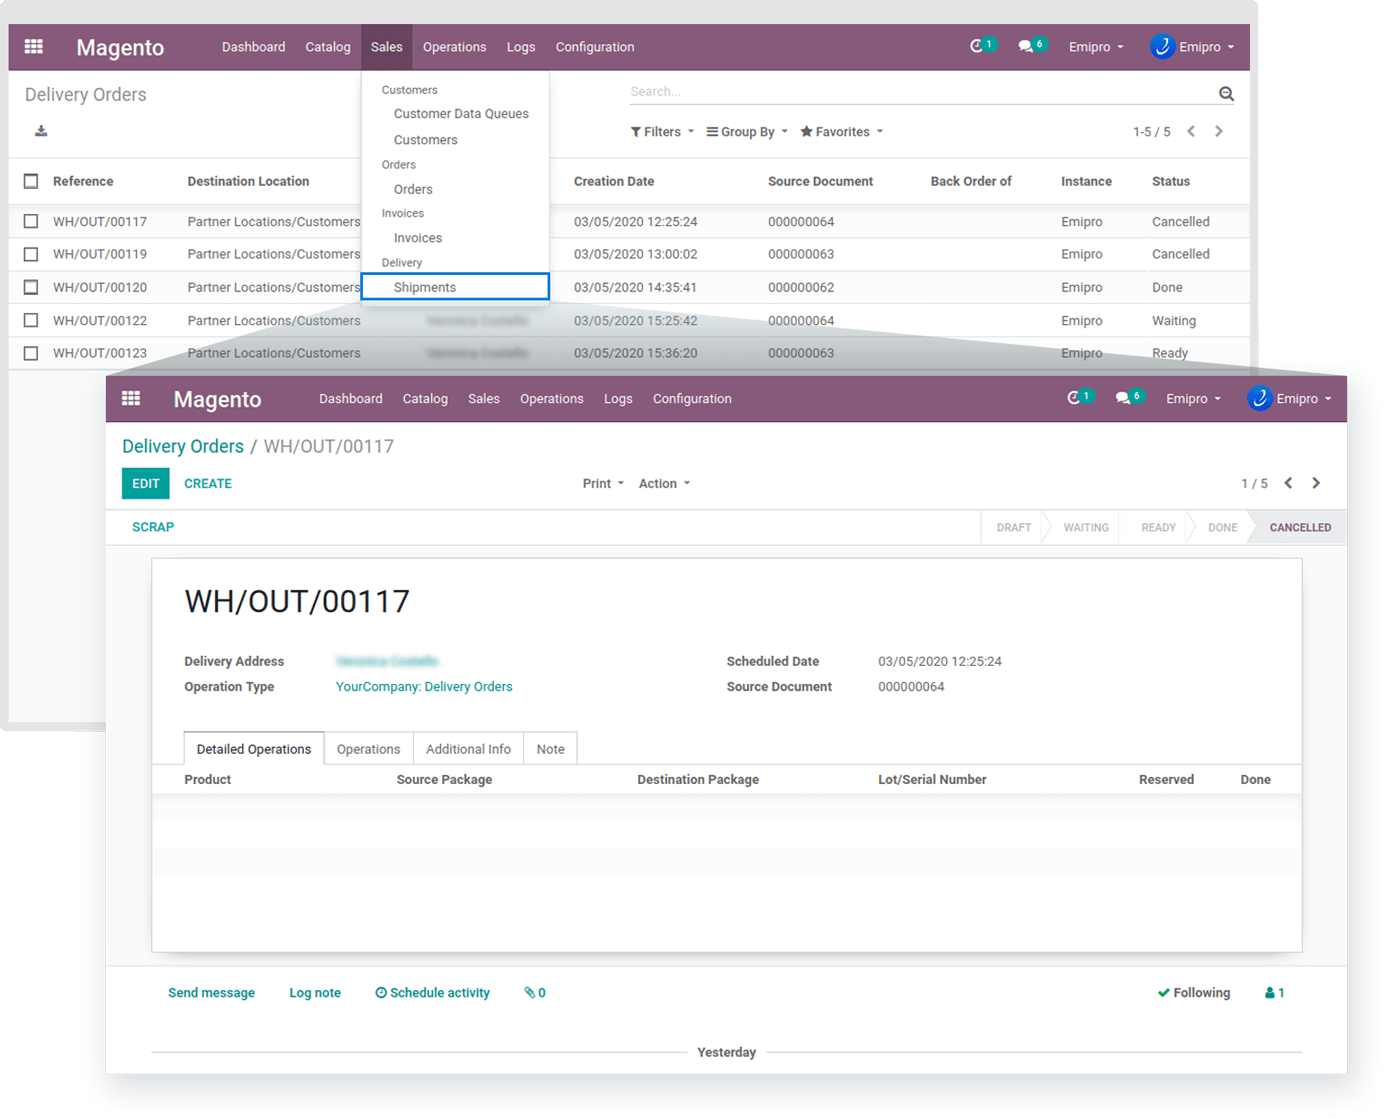 Magento Dashboard Catalog Sales Operations Logs Configuration 1 6 Emipro Emipro
Delivery Orders
Search...
Filters Group By Favorites 1-5 / 5
Customers
Customer Data Queues
Customers
Orders
Orders
Invoices
Invoices
Delivery
Shipments
Reference Destination Location Creation Date Source Document Back Order of Instance Status
WH/OUT/00117 Partner Locations/Customers 03/05/2020 12:25:24 000000064 Emipro Cancelled
WH/OUT/00119 Partner Locations/Customers 03/05/2020 13:00:02 000000063 Emipro Cancelled
WH/OUT/00120 Partner Locations/Customers 03/05/2020 14:35:41 000000062 Emipro Done
WH/OUT/00122 Partner Locations/Customers 03/05/2020 15:25:42 000000064 Emipro Waiting
WH/OUT/00123 Partner Locations/Customers 03/05/2020 15:36:20 000000063 Emipro Ready
Magento Dashboard Catalog Sales Operations Logs Configuration 1 6 Emipro Emipro
Delivery Orders / WH/OUT/00117
EDIT CREATE Print Action 1 / 5
SCRAP DRAFT WAITING READY DONE CANCELLED
WH/OUT/00117
Delivery Address Scheduled Date 03/05/2020 12:25:24
Operation Type YourCompany: Delivery Orders Source Document 000000064
Detailed Operations Operations Additional Info Note
Product Source Package Destination Package Lot/Serial Number Reserved Done
Send message Log note Schedule activity 0 Following 1
Yesterday